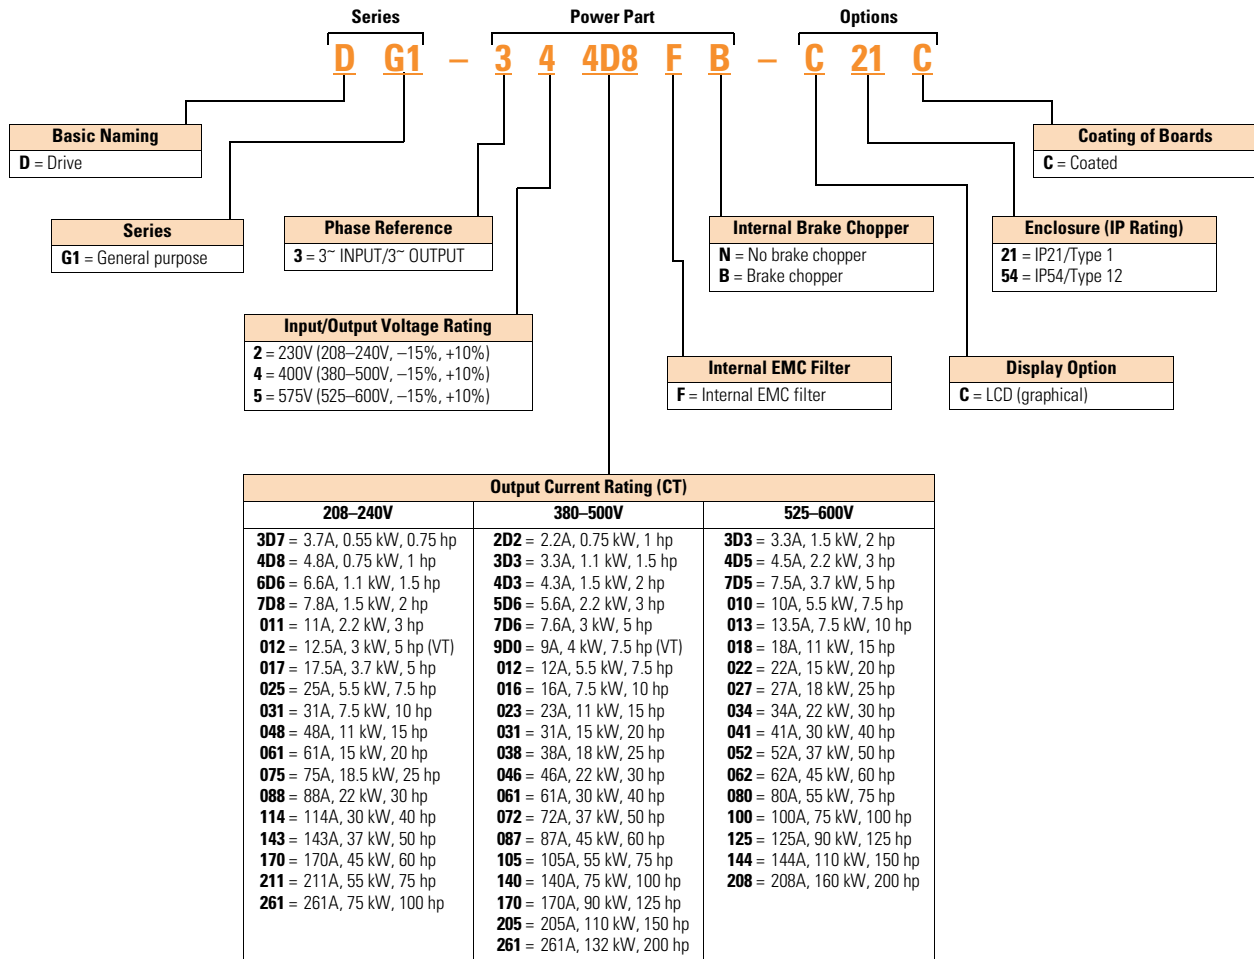 Series Power Part Options
D G1 – 3 4 4D8 F B – C 21 C
Basic Naming
D = Drive
Coating of Boards
C = Coated
Series
G1 = General purpose
Phase Reference
3 = 3~ INPUT/3~ OUTPUT
Internal Brake Chopper
N = No brake chopper
B = Brake chopper
Enclosure (IP Rating)
21 = IP21/Type 1
54 = IP54/Type 12
Input/Output Voltage Rating
2 = 230V (208–240V, –15%, +10%)
4 = 400V (380–500V, –15%, +10%)
5 = 575V (525–600V, –15%, +10%)
Internal EMC Filter
F = Internal EMC filter
Display Option
C = LCD (graphical)
Output Current Rating (CT)
208–240V
3D7 = 3.7A, 0.55 kW, 0.75 hp
4D8 = 4.8A, 0.75 kW, 1 hp
6D6 = 6.6A, 1.1 kW, 1.5 hp
7D8 = 7.8A, 1.5 kW, 2 hp
011 = 11A, 2.2 kW, 3 hp
012 = 12.5A, 3 kW, 5 hp (VT)
017 = 17.5A, 3.7 kW, 5 hp
025 = 25A, 5.5 kW, 7.5 hp
031 = 31A, 7.5 kW, 10 hp
048 = 48A, 11 kW, 15 hp
061 = 61A, 15 kW, 20 hp
075 = 75A, 18.5 kW, 25 hp
088 = 88A, 22 kW, 30 hp
114 = 114A, 30 kW, 40 hp
143 = 143A, 37 kW, 50 hp
170 = 170A, 45 kW, 60 hp
211 = 211A, 55 kW, 75 hp
261 = 261A, 75 kW, 100 hp
380–500V
2D2 = 2.2A, 0.75 kW, 1 hp
3D3 = 3.3A, 1.1 kW, 1.5 hp
4D3 = 4.3A, 1.5 kW, 2 hp
5D6 = 5.6A, 2.2 kW, 3 hp
7D6 = 7.6A, 3 kW, 5 hp
9D0 = 9A, 4 kW, 7.5 hp (VT)
012 = 12A, 5.5 kW, 7.5 hp
016 = 16A, 7.5 kW, 10 hp
023 = 23A, 11 kW, 15 hp
031 = 31A, 15 kW, 20 hp
038 = 38A, 18 kW, 25 hp
046 = 46A, 22 kW, 30 hp
061 = 61A, 30 kW, 40 hp
072 = 72A, 37 kW, 50 hp
087 = 87A, 45 kW, 60 hp
105 = 105A, 55 kW, 75 hp
140 = 140A, 75 kW, 100 hp
170 = 170A, 90 kW, 125 hp
205 = 205A, 110 kW, 150 hp
261 = 261A, 132 kW, 200 hp
525–600V
3D3 = 3.3A, 1.5 kW, 2 hp
4D5 = 4.5A, 2.2 kW, 3 hp
7D5 = 7.5A, 3.7 kW, 5 hp
010 = 10A, 5.5 kW, 7.5 hp
013 = 13.5A, 7.5 kW, 10 hp
018 = 18A, 11 kW, 15 hp
022 = 22A, 15 kW, 20 hp
027 = 27A, 18 kW, 25 hp
034 = 34A, 22 kW, 30 hp
041 = 41A, 30 kW, 40 hp
052 = 52A, 37 kW, 50 hp
062 = 62A, 45 kW, 60 hp
080 = 80A, 55 kW, 75 hp
100 = 100A, 75 kW, 100 hp
125 = 125A, 90 kW, 125 hp
144 = 144A, 110 kW, 150 hp
208 = 208A, 160 kW, 200 hp